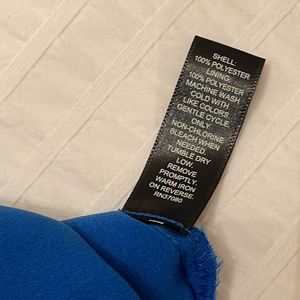 SHELL:
100% POLYESTER
LINING:
100% POLYESTER
MACHINE WASH
COLD WITH
LIKE COLORS.
GENTLE CYCLE
ONLY
NON-CHLORINE
BLEACH WHEN
NEEDED.
TUMBLE DRY
LOW.
REMOVE
PROMPTLY.
WARM IRON
ON REVERSE.
RN37080